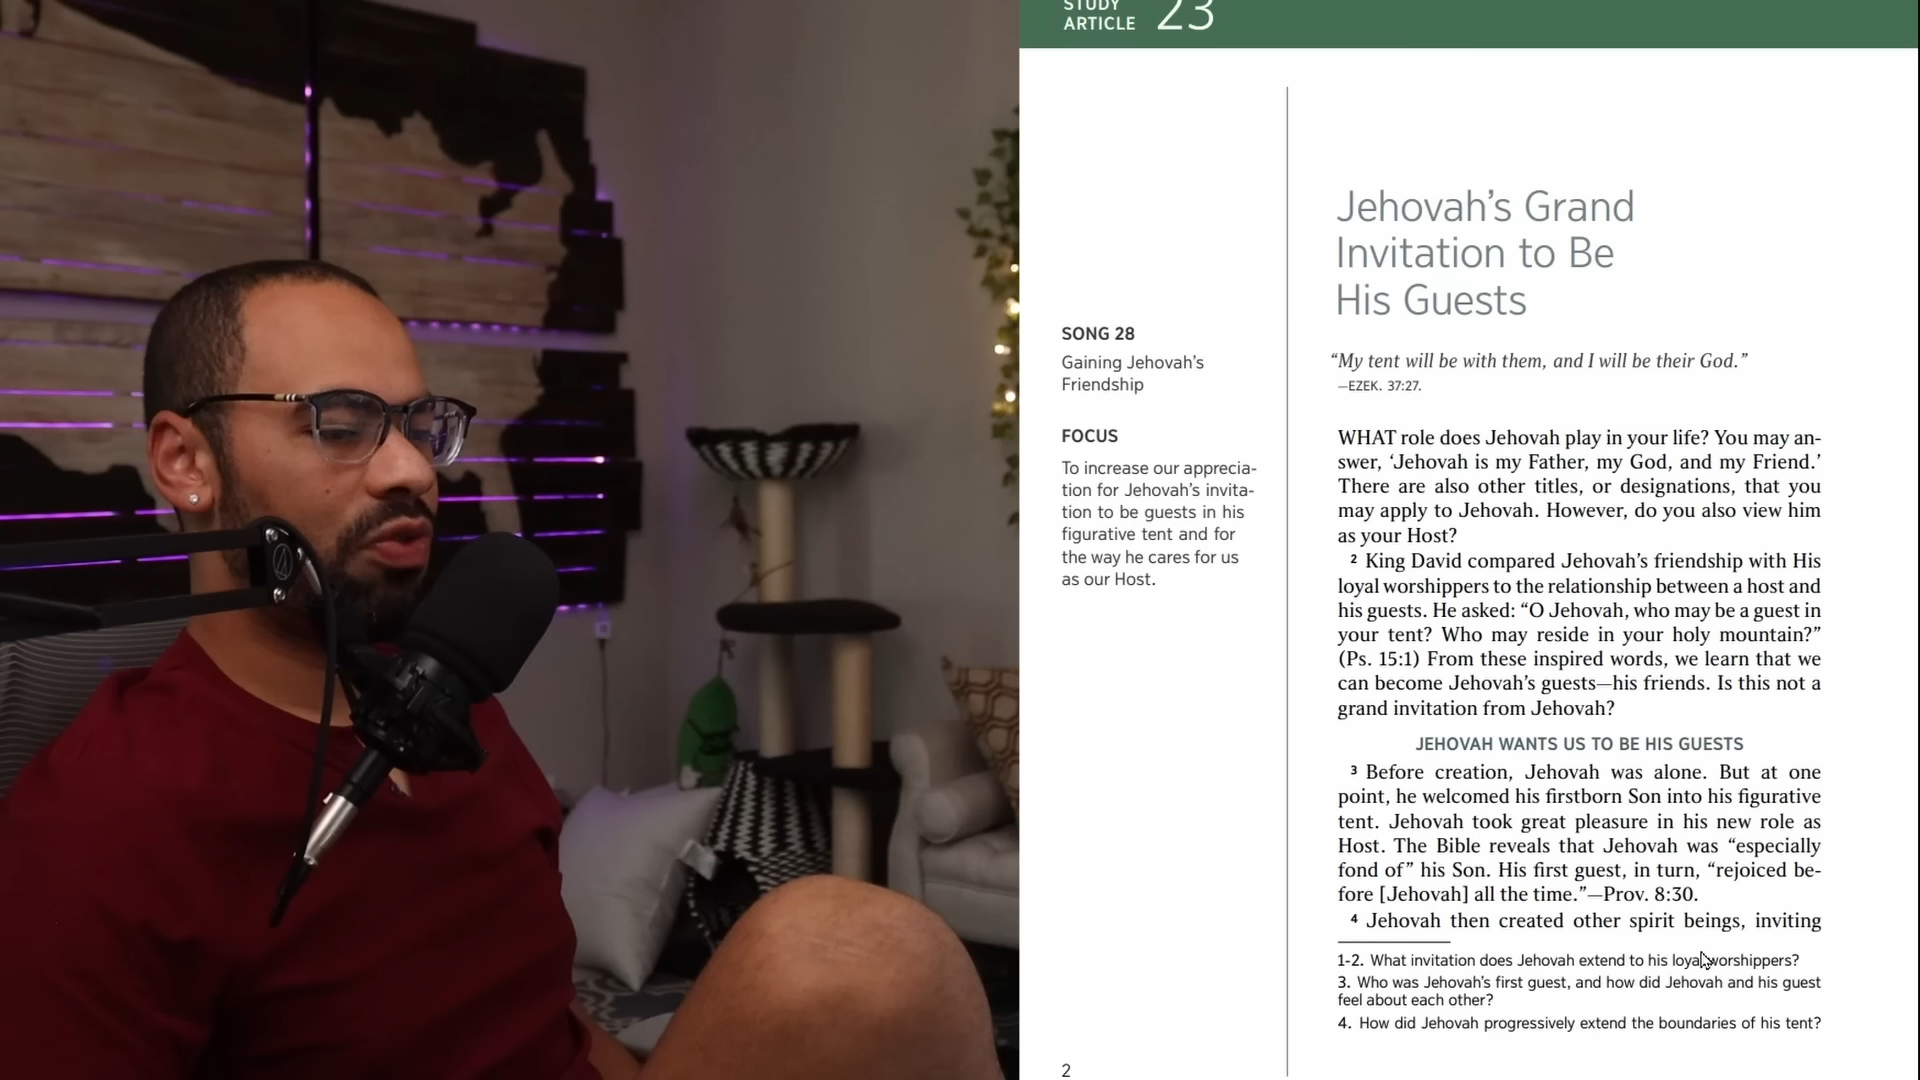 STUDY
ARTICLE 23
Jehovah’s Grand
Invitation to Be
His Guests
SONG 28
Gaining Jehovah’s
Friendship
FOCUS
To increase our apprecia-
tion for Jehovah’s invita-
tion to be guests in his
figurative tent and for
the way he cares for us
as our Host.
“My tent will be with them, and I will be their God.”
—EZEK. 37:27.
WHAT role does Jehovah play in your life? You may an-
swer, ‘Jehovah is my Father, my God, and my Friend.’
There are also other titles, or designations, that you
may apply to Jehovah. However, do you also view him
as your Host?
2 King David compared Jehovah’s friendship with His
loyal worshippers to the relationship between a host and
his guests. He asked: “O Jehovah, who may be a guest in
your tent? Who may reside in your holy mountain?”
(Ps. 15:1) From these inspired words, we learn that we
can become Jehovah’s guests—his friends. Is this not a
grand invitation from Jehovah?
JEHOVAH WANTS US TO BE HIS GUESTS
3 Before creation, Jehovah was alone. But at one
point, he welcomed his firstborn Son into his figurative
tent. Jehovah took great pleasure in his new role as
Host. The Bible reveals that Jehovah was “especially
fond of” his Son. His first guest, in turn, “rejoiced be-
fore [Jehovah] all the time.”—Prov. 8:30.
4 Jehovah then created other spirit beings, inviting
1-2. What invitation does Jehovah extend to his loyal worshippers?
3. Who was Jehovah’s first guest, and how did Jehovah and his guest
feel about each other?
4. How did Jehovah progressively extend the boundaries of his tent?
2